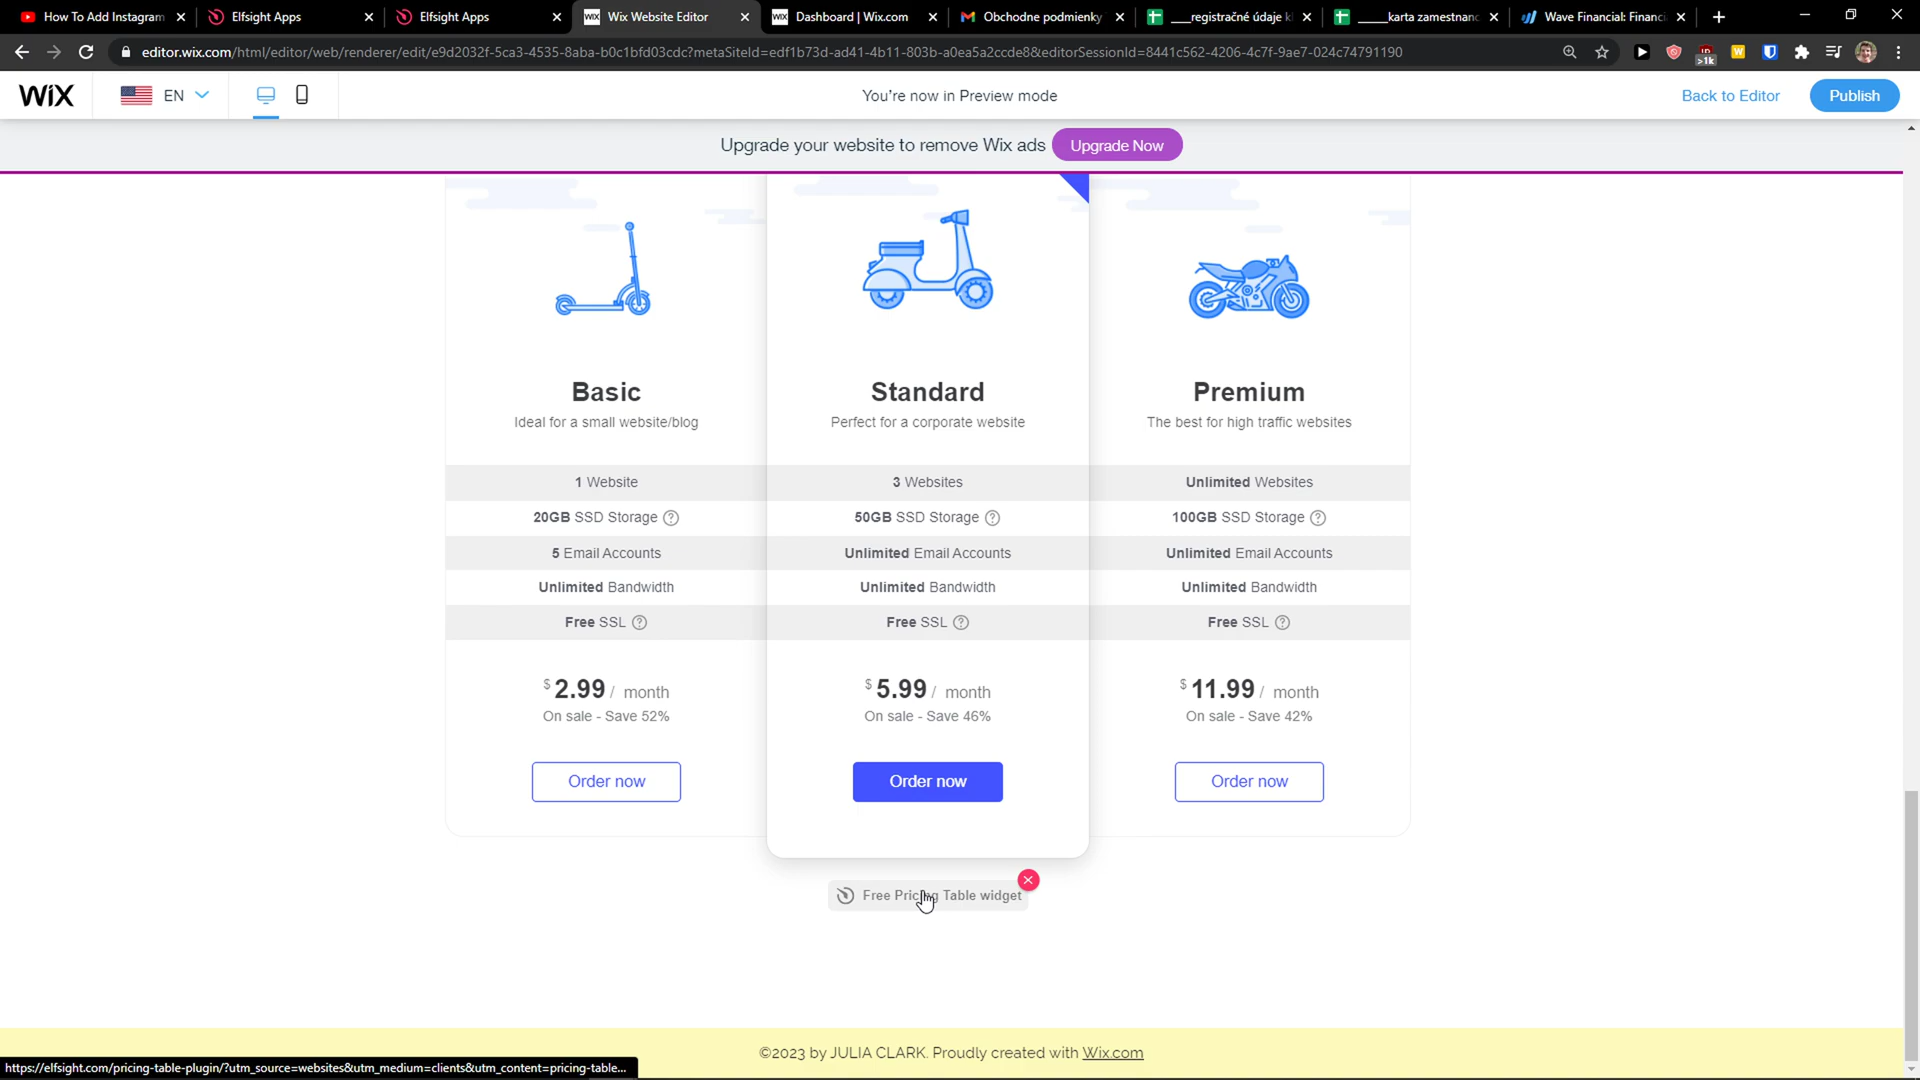 How To Add Instagram
Elfsight Apps
Elfsight Apps
WIX Wix Website Editor
WIX Dashboard | Wix.com
Obchodne podmienky
___registračné údaje k
_____karta zamestnanc
Wave Financial: Financi
editor.wix.com/html/editor/web/renderer/edit/e9d2032f-5ca3-4535-8aba-b0c1bfd03cdc?metaSiteId=edf1b73d-ad41-4b11-803b-a0ea5a2ccde8&editorSessionId=8441c562-4206-4c7f-9ae7-024c74791190
>1k
W
WIX
EN
You're now in Preview mode
Back to Editor
Publish
Upgrade your website to remove Wix ads
Upgrade Now
Basic
Ideal for a small website/blog
1 Website
20GB SSD Storage ?
5 Email Accounts
Unlimited Bandwidth
Free SSL ?
$ 2.99 / month
On sale - Save 52%
Order now
Standard
Perfect for a corporate website
3 Websites
50GB SSD Storage ?
Unlimited Email Accounts
Unlimited Bandwidth
Free SSL ?
$ 5.99 / month
On sale - Save 46%
Order now
Premium
The best for high traffic websites
Unlimited Websites
100GB SSD Storage ?
Unlimited Email Accounts
Unlimited Bandwidth
Free SSL ?
$ 11.99 / month
On sale - Save 42%
Order now
Free Pricing Table widget
©2023 by JULIA CLARK. Proudly created with Wix.com
https://elfsight.com/pricing-table-plugin/?utm_source=websites&utm_medium=clients&utm_content=pricing-table...